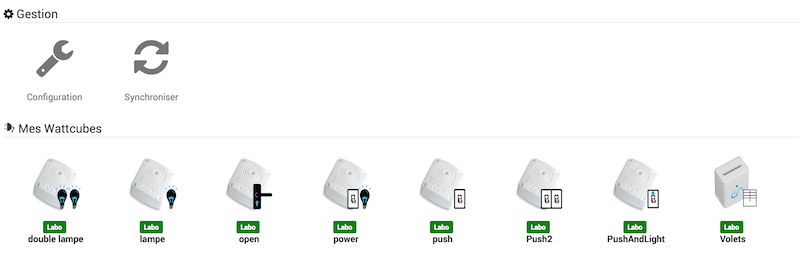 Gestion
Configuration Synchroniser
Mes Wattcubes
Labo Labo Labo Labo Labo Labo Labo Labo
double lampe lampe open power push Push2 PushAndLight Volets